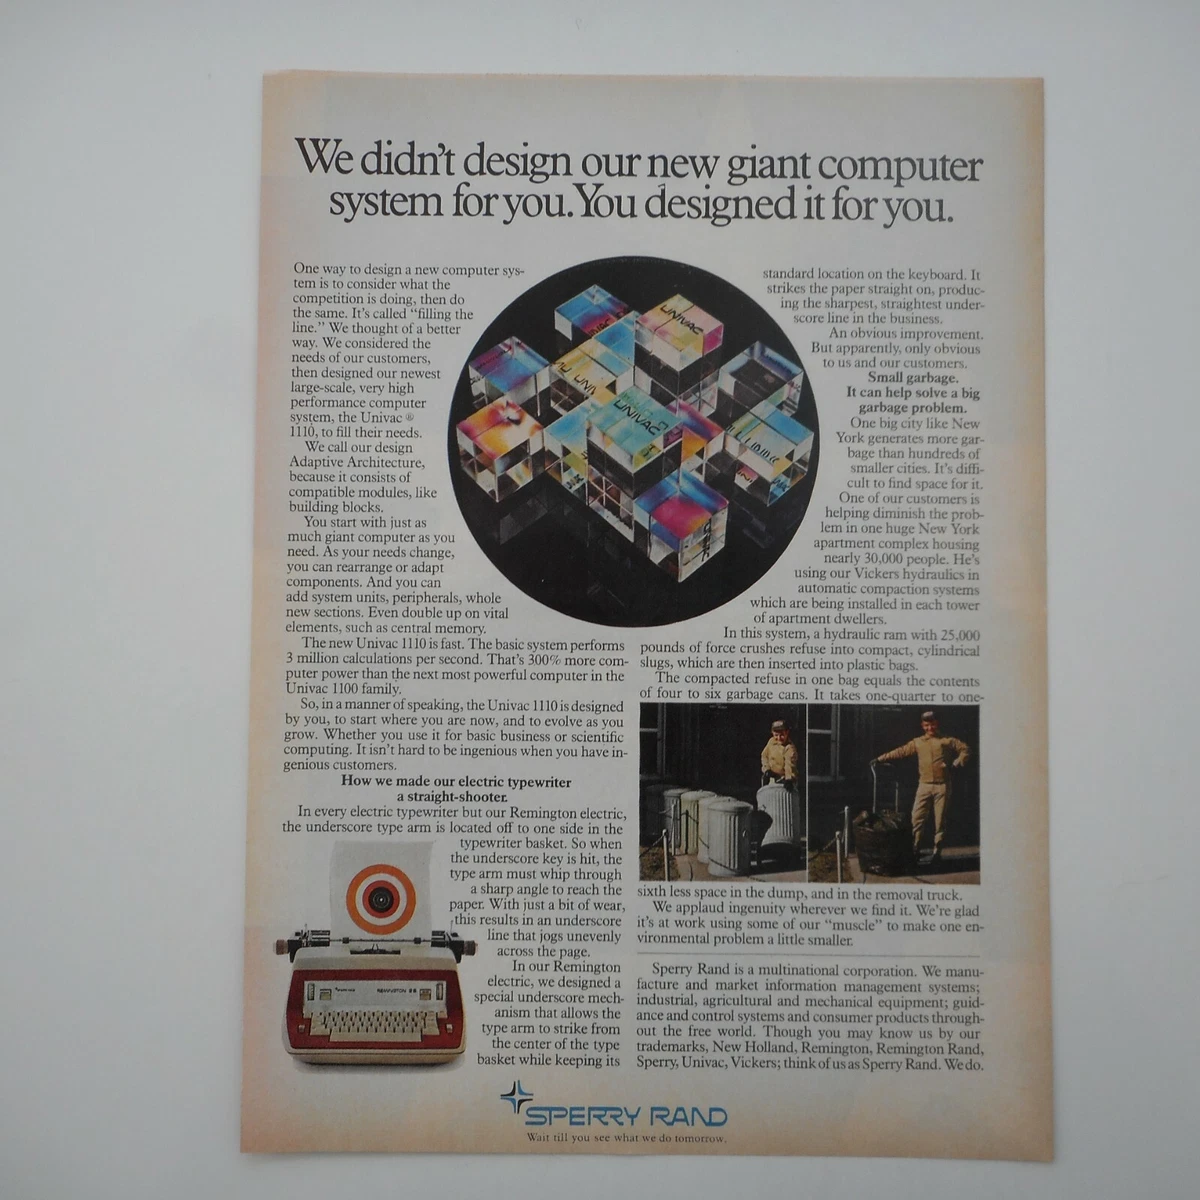 We didn't design our new giant computer
system for you. You designed it for you.
One way to design a new computer sys-
tem is to consider what the
competition is doing, then do
the same. It's called "filling the
line." We thought of a better
way. We considered the
needs of our customers,
then designed our newest
large-scale, very high
performance computer
system, the Univac ®
1110, to fill their needs.
We call our design
Adaptive Architecture,
because it consists of
compatible modules, like
building blocks.
You start with just as
much giant computer as you
need. As your needs change,
you can rearrange or adapt
components. And you can
add system units, peripherals, whole
new sections. Even double up on vital
elements, such as central memory.
The new Univac 1110 is fast. The basic system performs
3 million calculations per second. That's 300% more com-
puter power than the next most powerful computer in the
Univac 1100 family.
So, in a manner of speaking, the Univac 1110 is designed
by you, to start where you are now, and to evolve as you
grow. Whether you use it for basic business or scientific
computing. It isn't hard to be ingenious when you have in-
genious customers.
How we made our electric typewriter
a straight-shooter.
In every electric typewriter but our Remington electric,
the underscore type arm is located off to one side in the
typewriter basket. So when
the underscore key is hit, the
type arm must whip through
a sharp angle to reach the
paper. With just a bit of wear,
this results in an underscore
line that jogs unevenly
across the page.
In our Remington
electric, we designed a
special underscore mech-
anism that allows the
type arm to strike from
the center of the type
basket while keeping its
UNIVAC
UNIVAC
standard location on the keyboard. It
strikes the paper straight on, produc-
ing the sharpest, straightest under-
score line in the business.
An obvious improvement.
But apparently, only obvious
to us and our customers.
Small garbage.
It can help solve a big
garbage problem.
One big city like New
York generates more gar-
bage than hundreds of
smaller cities. It's diffi-
cult to find space for it.
One of our customers is
helping diminish the prob-
lem in one huge New York
apartment complex housing
nearly 30,000 people. He's
using our Vickers hydraulics in
automatic compaction systems
which are being installed in each tower
of apartment dwellers.
In this system, a hydraulic ram with 25,000
pounds of force crushes refuse into compact, cylindrical
slugs, which are then inserted into plastic bags.
The compacted refuse in one bag equals the contents
of four to six garbage cans. It takes one-quarter to one-
sixth less space in the dump, and in the removal truck.
We applaud ingenuity wherever we find it. We're glad
it's at work using some of our "muscle" to make one en-
vironmental problem a little smaller.
Sperry Rand is a multinational corporation. We manu-
facture and market information management systems;
industrial, agricultural and mechanical equipment; guid-
ance and control systems and consumer products through-
out the free world. Though you may know us by our
trademarks, New Holland, Remington, Remington Rand,
Sperry, Univac, Vickers; think of us as Sperry Rand. We do.
REMINGTON
SPERRY RAND
Wait till you see what we do tomorrow.